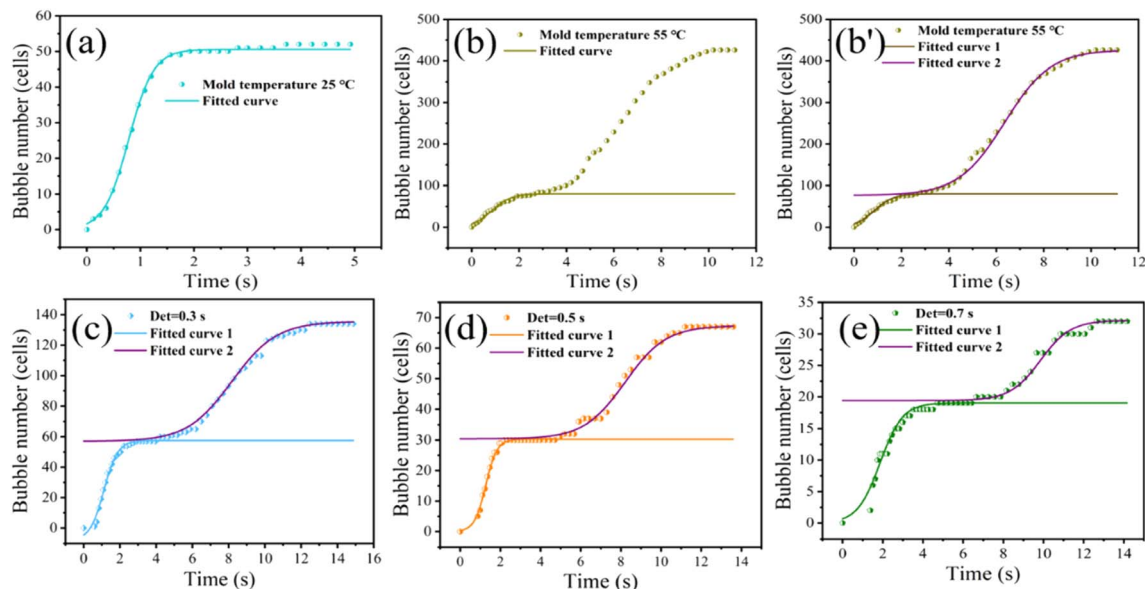 (a)
Mold temperature 25 ℃
Fitted curve
Bubble number (cells)
60
50
40
30
20
10
0
0 1 2 3 4 5
Time (s)
(b)
Mold temperature 55 ℃
Fitted curve
Bubble number (cells)
500
400
300
200
100
0
0 2 4 6 8 10 12
Time (s)
(b')
Mold temperature 55 ℃
Fitted curve 1
Fitted curve 2
Bubble number (cells)
500
400
300
200
100
0
0 2 4 6 8 10 12
Time (s)
(c)
Det=0.3 s
Fitted curve 1
Fitted curve 2
Bubble number (cells)
140
120
100
80
60
40
20
0
0 2 4 6 8 10 12 14 16
Time (s)
(d)
Det=0.5 s
Fitted curve 1
Fitted curve 2
Bubble number (cells)
70
60
50
40
30
20
10
0
0 2 4 6 8 10 12 14
Time (s)
(e)
Det=0.7 s
Fitted curve 1
Fitted curve 2
Bubble number (cells)
35
30
25
20
15
10
5
0
0 2 4 6 8 10 12 14
Time (s)